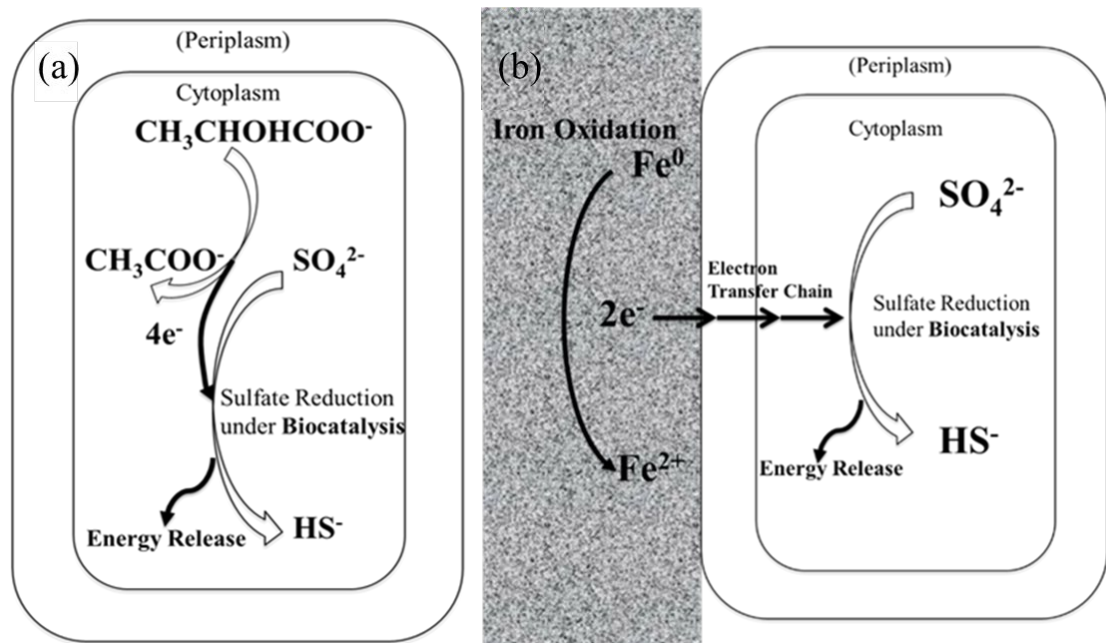 (a)
(Periplasm)
Cytoplasm
CH₃CHOHCOO⁻
CH₃COO⁻
SO₄²⁻
4e⁻
Sulfate Reduction
under Biocatalysis
Energy Release
HS⁻
(b)
Iron Oxidation
Fe⁰
2e⁻
Fe²⁺
Electron
Transfer Chain
(Periplasm)
Cytoplasm
SO₄²⁻
Sulfate Reduction
under Biocatalysis
Energy Release
HS⁻